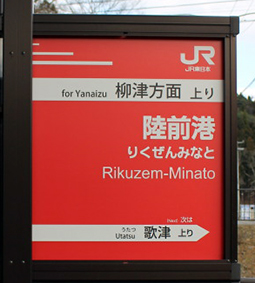 JR
JR東日本
for Yanaizu 柳津方面 上り
陸前港
りくぜんみなと
Rikuzem-Minato
(Next) 次は
うたつ
Utatsu 歌津 上り